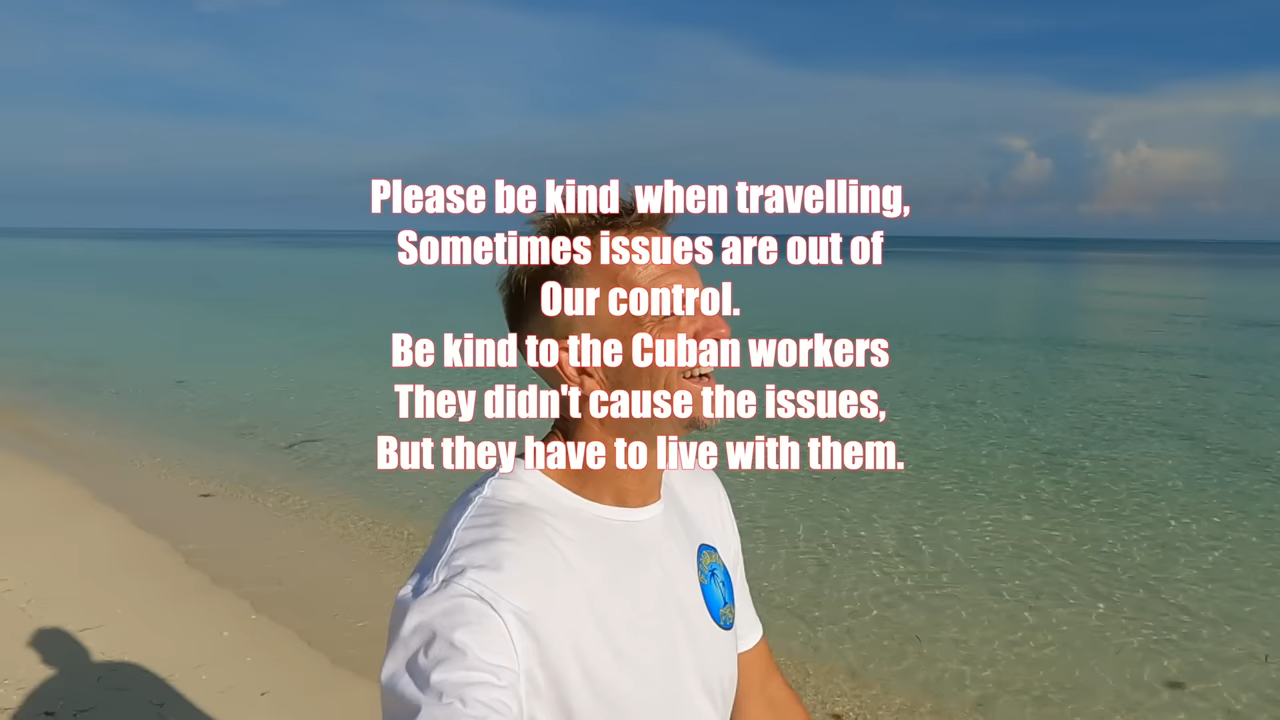 Please be kind  when travelling,
Sometimes issues are out of
Our control.
Be kind to the Cuban workers
They didn't cause the issues,
But they have to live with them.